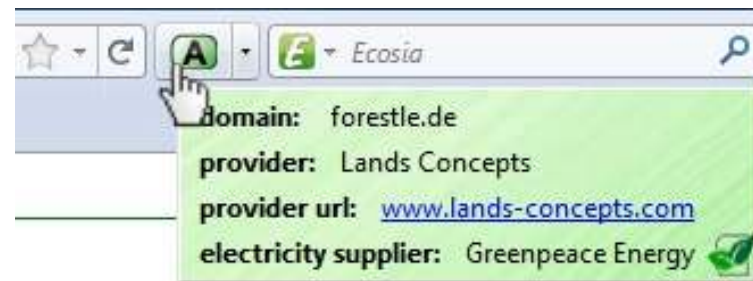 A Ecosia
domain: forestle.de
provider: Lands Concepts
provider url: www.lands-concepts.com
electricity supplier: Greenpeace Energy